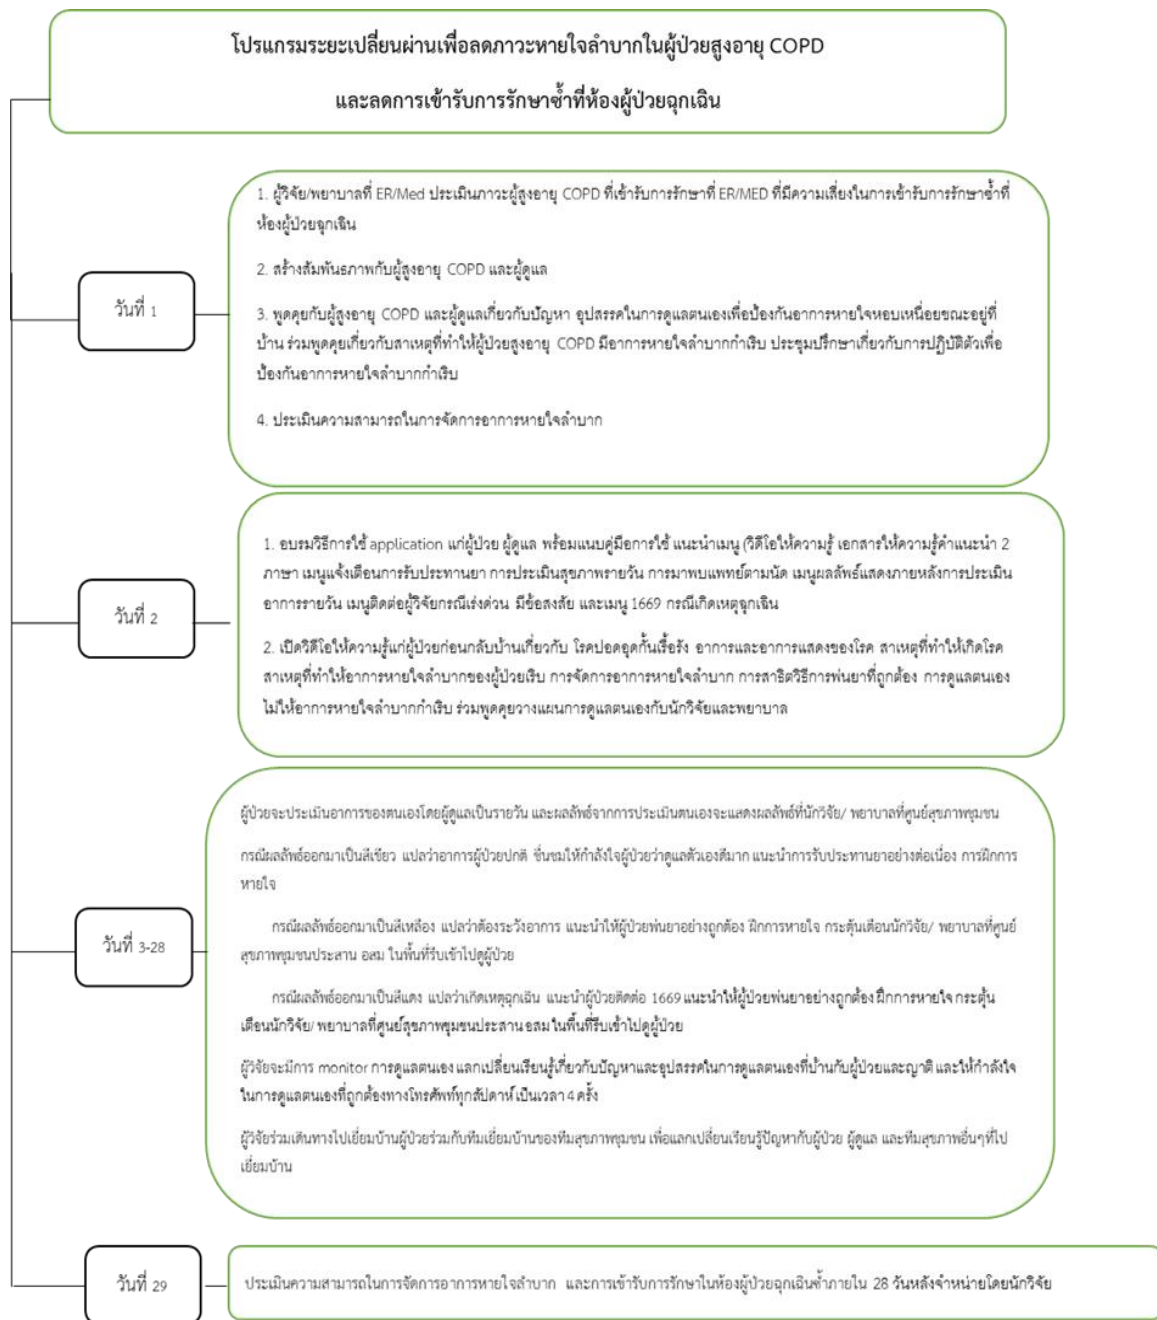 โปรแกรมระยะเปลี่ยนผ่านเพื่อลดภาวะหายใจลำบากในผู้ป่วยสูงอายุ COPD
และลดการเข้ารับการรักษาซ้ำที่ห้องผู้ป่วยฉุกเฉิน
วันที่ 1
1. ผู้วิจัย/พยาบาลที่ ER/Med ประเมินภาวะผู้สูงอายุ COPD ที่เข้ารับการรักษาที่ ER/MED ที่มีความเสี่ยงในการเข้ารับการรักษาซ้ำที่
ห้องผู้ป่วยฉุกเฉิน
2. สร้างสัมพันธภาพกับผู้สูงอายุ COPD และผู้ดูแล
3. พูดคุยกับผู้สูงอายุ COPD และผู้ดูแลเกี่ยวกับปัญหา อุปสรรคในการดูแลตนเองเพื่อป้องกันอาการหายใจหอบเหนื่อยขณะอยู่ที่
บ้าน ร่วมพูดคุยเกี่ยวกับสาเหตุที่ทำให้ผู้ป่วยสูงอายุ COPD มีอาการหายใจลำบากกำเริบ ประชุมปรึกษาเกี่ยวกับการปฏิบัติตัวเพื่อ
ป้องกันอาการหายใจลำบากกำเริบ
4. ประเมินความสามารถในการจัดการอาการหายใจลำบาก
วันที่ 2
1. อบรมวิธีการใช้ application แก่ผู้ป่วย ผู้ดูแล พร้อมแนบคู่มือการใช้ แนะนำเมนู (วิดีโอให้ความรู้ เอกสารให้ความรู้คำแนะนำ 2
ภาษา เมนูแจ้งเตือนการรับประทานยา การประเมินสุขภาพรายวัน การมาพบแพทย์ตามนัด เมนูผลลัพธ์แสดงภายหลังการประเมิน
อาการรายวัน เมนูติดต่อผู้วิจัยกรณีเร่งด่วน มีข้อสงสัย และเมนู 1669 กรณีเกิดเหตุฉุกเฉิน
2. เปิดวิดีโอให้ความรู้แก่ผู้ป่วยก่อนกลับบ้านเกี่ยวกับ โรคปอดอุดกั้นเรื้อรัง อาการและอาการแสดงของโรค สาเหตุที่ทำให้เกิดโรค
สาเหตุที่ทำให้อาการหายใจลำบากของผู้ป่วยเริบ การจัดการอาการหายใจลำบาก การสาธิตวิธีการพ่นยาที่ถูกต้อง การดูแลตนเอง
ไม่ให้อาการหายใจลำบากกำเริบ ร่วมพูดคุยวางแผนการดูแลตนเองกับนักวิจัยและพยาบาล
วันที่ 3-28
ผู้ป่วยจะประเมินอาการของตนเองโดยผู้ดูแลเป็นรายวัน และผลลัพธ์จากการประเมินตนเองจะแสดงผลลัพธ์ที่นักวิจัย/ พยาบาลที่ศูนย์สุขภาพชุมชน
กรณีผลลัพธ์ออกมาเป็นสีเขียว แปลว่าอาการผู้ป่วยปกติ ชื่นชมให้กำลังใจผู้ป่วยว่าดูแลตัวเองดีมาก แนะนำการรับประทานยาอย่างต่อเนื่อง การฝึกการ
หายใจ
กรณีผลลัพธ์ออกมาเป็นสีเหลือง แปลว่าต้องระวังอาการ แนะนำให้ผู้ป่วยพ่นยาอย่างถูกต้อง ฝึกการหายใจ กระตุ้นเตือนนักวิจัย/ พยาบาลที่ศูนย์
สุขภาพชุมชนประสาน อสม ในพื้นที่รีบเข้าไปดูผู้ป่วย
กรณีผลลัพธ์ออกมาเป็นสีแดง แปลว่าเกิดเหตุฉุกเฉิน แนะนำผู้ป่วยติดต่อ 1669 แนะนำให้ผู้ป่วยพ่นยาอย่างถูกต้อง ฝึกการหายใจ กระตุ้น
เตือนนักวิจัย/ พยาบาลที่ศูนย์สุขภาพชุมชนประสาน อสม ในพื้นที่รีบเข้าไปดูผู้ป่วย
ผู้วิจัยจะมีการ monitor การดูแลตนเอง แลกเปลี่ยนเรียนรู้เกี่ยวกับปัญหาและอุปสรรคในการดูแลตนเองที่บ้านกับผู้ป่วยและญาติ และให้กำลังใจ
ในการดูแลตนเองที่ถูกต้องทางโทรศัพท์ทุกสัปดาห์ เป็นเวลา 4 ครั้ง
ผู้วิจัยร่วมเดินทางไปเยี่ยมบ้านผู้ป่วยร่วมกับทีมเยี่ยมบ้านของทีมสุขภาพชุมชน เพื่อแลกเปลี่ยนเรียนรู้ปัญหากับผู้ป่วย ผู้ดูแล และทีมสุขภาพอื่นๆที่ไป
เยี่ยมบ้าน
วันที่ 29
ประเมินความสามารถในการจัดการอาการหายใจลำบาก และการเข้ารับการรักษาในห้องผู้ป่วยฉุกเฉินซ้ำภายใน 28 วันหลังจำหน่ายโดยนักวิจัย